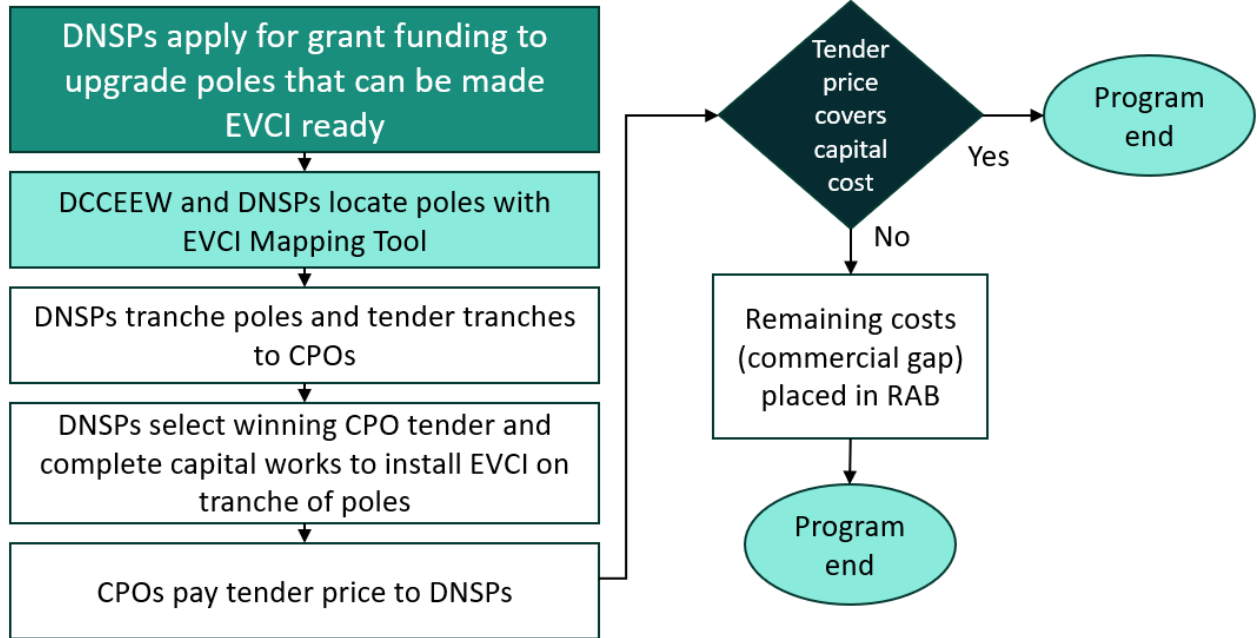 DNSPs apply for grant funding to
upgrade poles that can be made
EVCI ready
DCCEEW and DNSPs locate poles with
EVCI Mapping Tool
DNSPs tranche poles and tender tranches
to CPOs
DNSPs select winning CPO tender and
complete capital works to install EVCI on
tranche of poles
CPOs pay tender price to DNSPs
Tender
price
covers
capital
cost
Yes
Program
end
No
Remaining costs
(commercial gap)
placed in RAB
Program
end